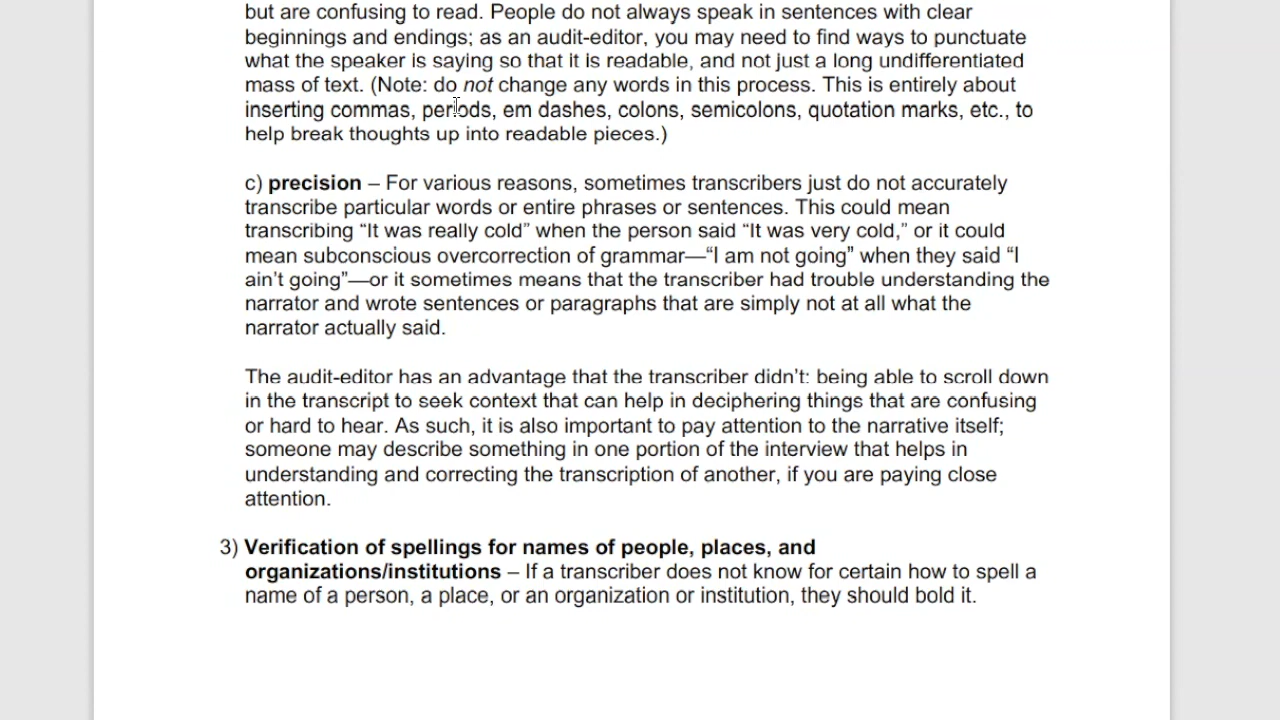 but are confusing to read. People do not always speak in sentences with clear
beginnings and endings; as an audit-editor, you may need to find ways to punctuate
what the speaker is saying so that it is readable, and not just a long undifferentiated
mass of text. (Note: do not change any words in this process. This is entirely about
inserting commas, periods, em dashes, colons, semicolons, quotation marks, etc., to
help break thoughts up into readable pieces.)
c) precision – For various reasons, sometimes transcribers just do not accurately
transcribe particular words or entire phrases or sentences. This could mean
transcribing “It was really cold” when the person said “It was very cold,” or it could
mean subconscious overcorrection of grammar—“I am not going” when they said “I
ain’t going”—or it sometimes means that the transcriber had trouble understanding the
narrator and wrote sentences or paragraphs that are simply not at all what the
narrator actually said.
The audit-editor has an advantage that the transcriber didn’t: being able to scroll down
in the transcript to seek context that can help in deciphering things that are confusing
or hard to hear. As such, it is also important to pay attention to the narrative itself;
someone may describe something in one portion of the interview that helps in
understanding and correcting the transcription of another, if you are paying close
attention.
3) Verification of spellings for names of people, places, and
organizations/institutions – If a transcriber does not know for certain how to spell a
name of a person, a place, or an organization or institution, they should bold it.